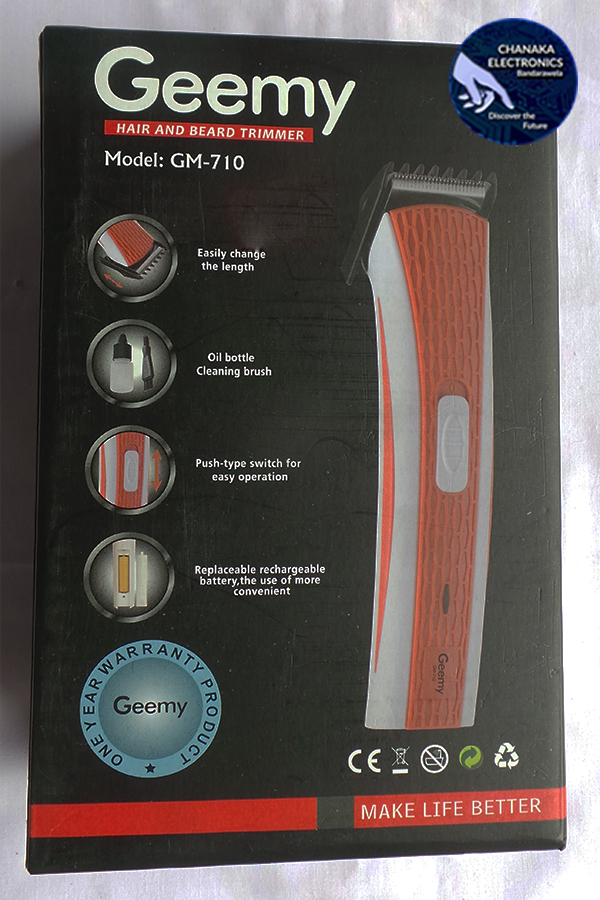 CHANAKA
ELECTRONICS
Bandarawela
Discover the
Future
Geemy
HAIR AND BEARD TRIMMER
Model: GM-710
Easily change
the length
Oil bottle
Cleaning brush
Push-type switch for
easy operation
Replaceable rechargeable
battery,the use of more
convenient
Geemy
ONE YEAR WARRANTY PRODUCT
Geemy
CE
MAKE LIFE BETTER